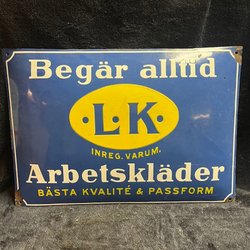 Begär alltid
·L·K·
INREG. VARUM.
Arbetskläder
BÄSTA KVALITÉ & PASSFORM